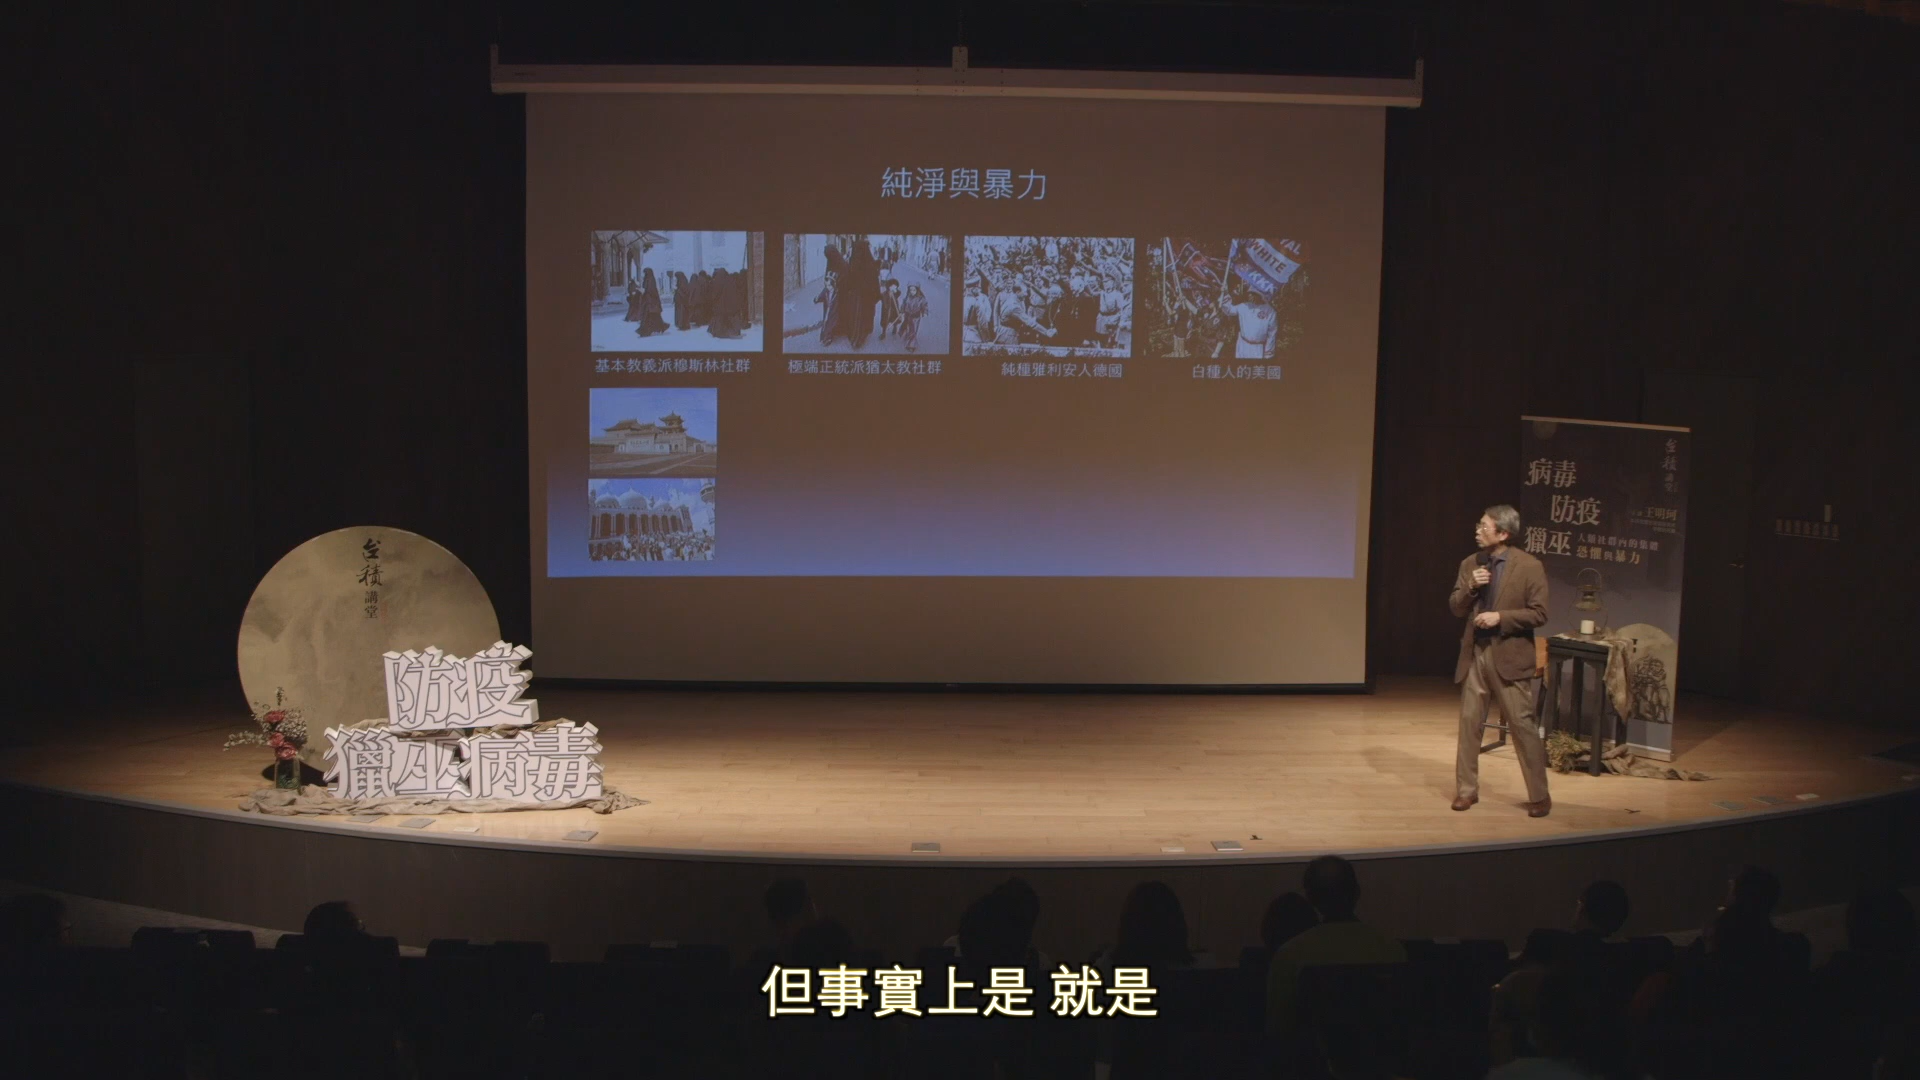 純淨與暴力
WHITE
基本教義派穆斯林社群
極端正統派猶太教社群
純種雅利安人德國
白種人的美國
台積
講堂
防疫
獵巫病毒
台積
講堂
病毒
防疫
王明珂
獵巫
人類社群內的集體
恐懼與暴力
但事實上是 就是